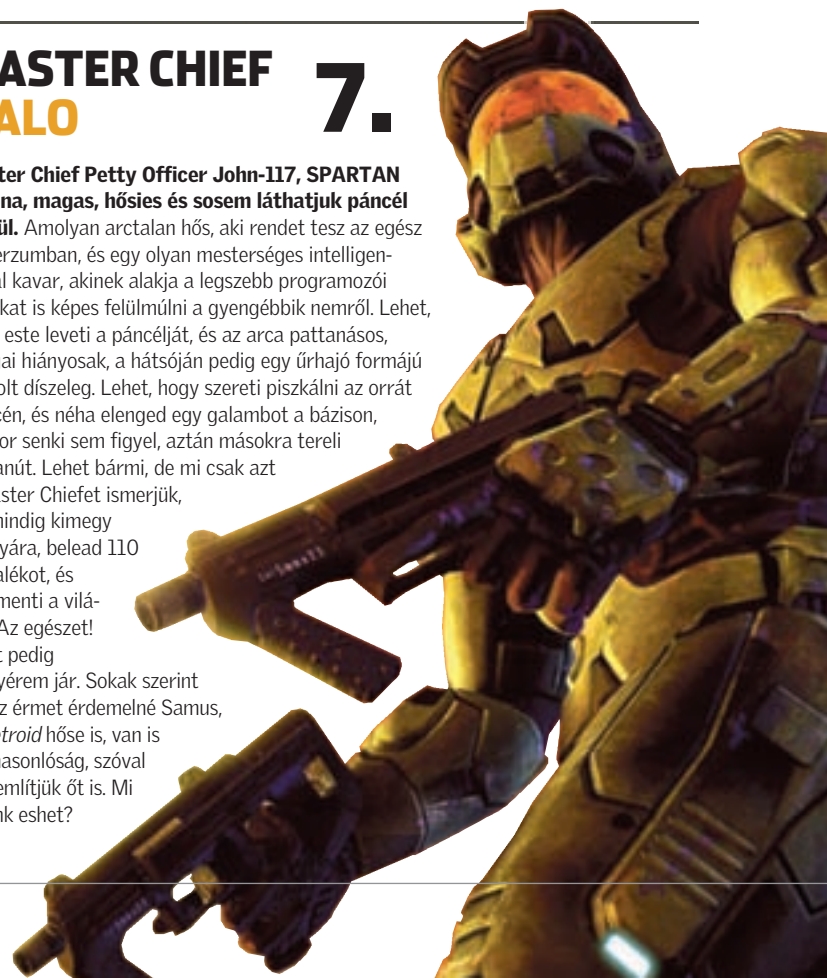 ASTER CHIEF
ALO
7.
ter Chief Petty Officer John-117, SPARTAN
na, magas, hősies és sosem láthatjuk páncél
ül. Amolyan arctalan hős, aki rendet tesz az egész
erzumban, és egy olyan mesterséges intelligen-
al kavar, akinek alakja a legszebb programozói
kat is képes felülmúlni a gyengébbik nemről. Lehet,
este leveti a páncélját, és az arca pattanásos,
gai hiányosak, a hátsóján pedig egy űrhajó formájú
olt díszeleg. Lehet, hogy szereti piszkálni az orrát
cén, és néha elenged egy galambot a bázison,
or senki sem figyel, aztán másokra tereli
anút. Lehet bármi, de mi csak azt
aster Chiefet ismerjük,
mindig kimegy
yára, belead 110
alékot, és
menti a vilá-
Az egészet!
t pedig
yérem jár. Sokak szerint
z érmet érdemelné Samus,
troid hőse is, van is
hasonlóság, szóval
említjük őt is. Mi
nk eshet?